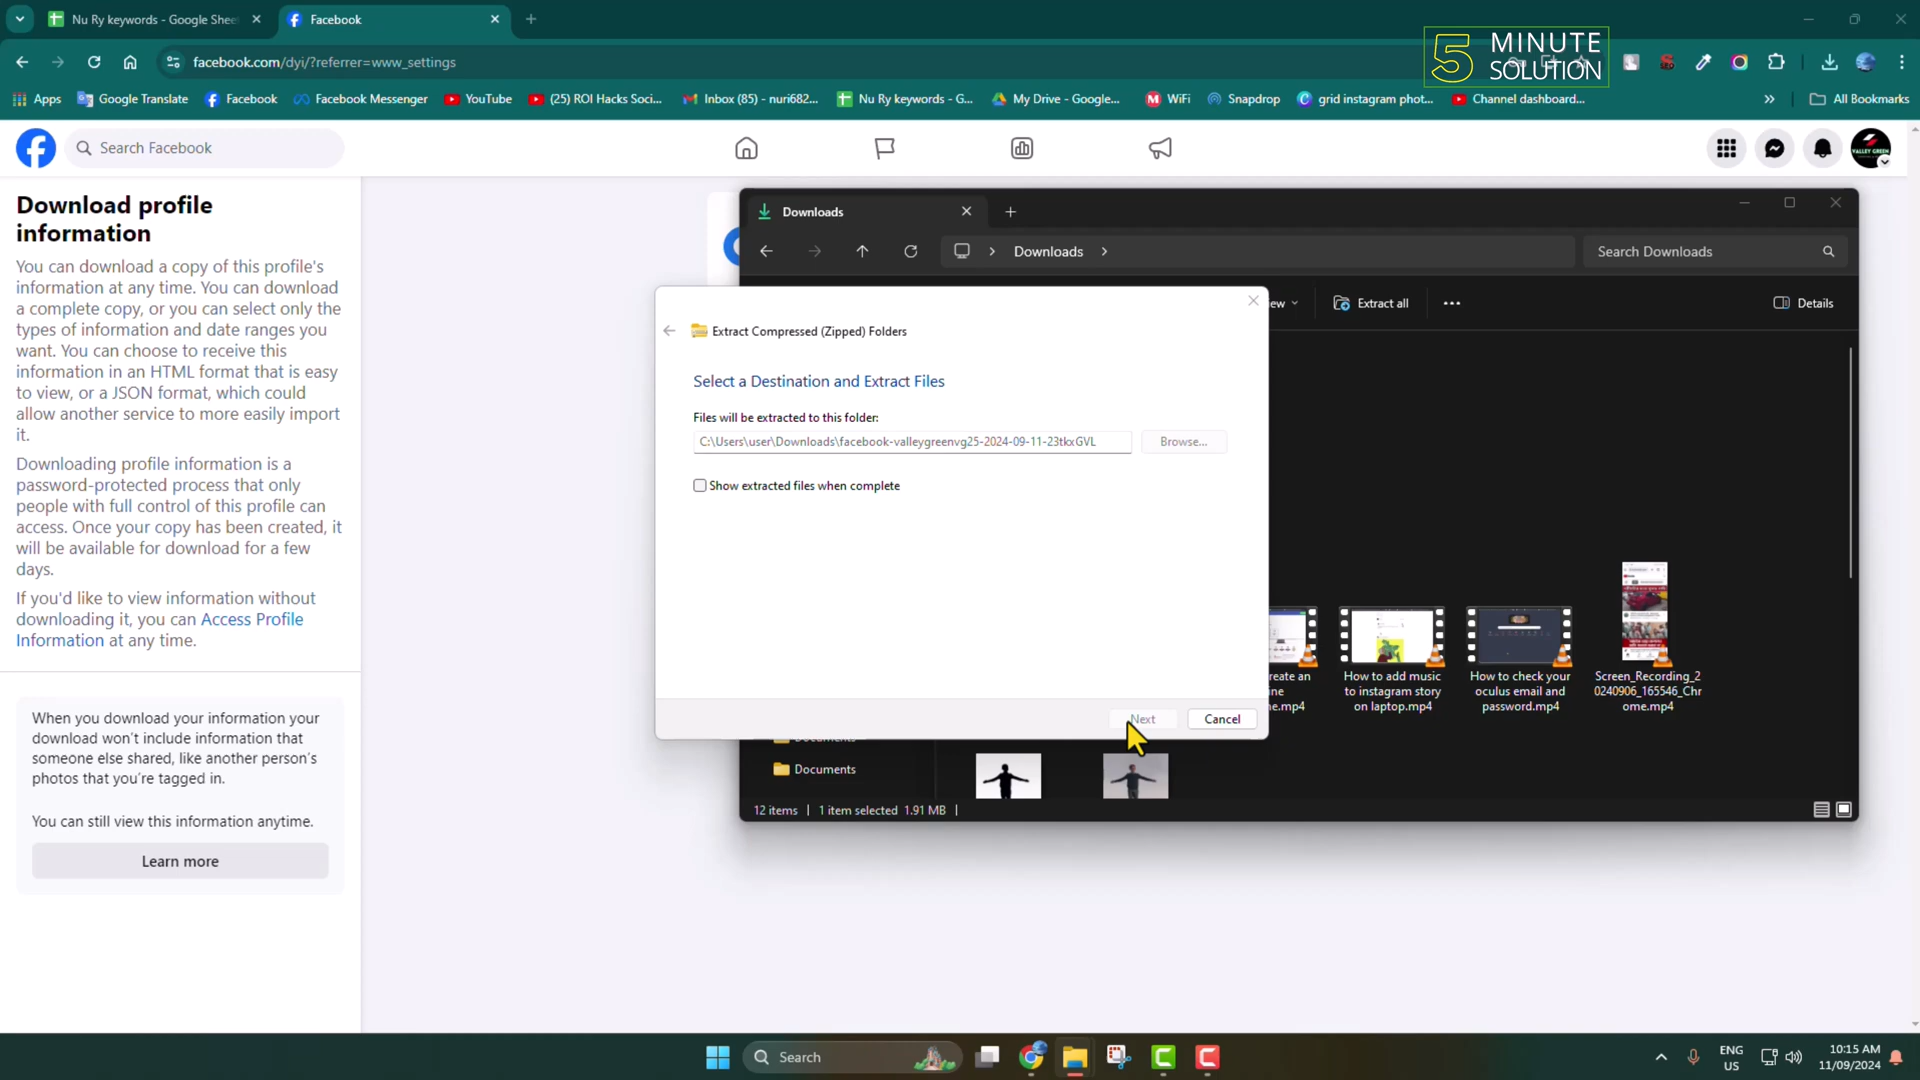 Nu Ry keywords - Google Shee
Facebook
facebook.com/dyi/?referrer=www_settings
5 MINUTE
SOLUTION
Apps
Google Translate
Facebook
Facebook Messenger
YouTube
(25) ROI Hacks Soci...
Inbox (85) - nuri682...
Nu Ry keywords - G...
My Drive - Google...
WiFi
Snapdrop
grid instagram phot...
Channel dashboard...
All Bookmarks
Search Facebook
VALLEY GREEN
Download profile
information
You can download a copy of this profile's
information at any time. You can download
a complete copy, or you can select only the
types of information and date ranges you
want. You can choose to receive this
information in an HTML format that is easy
to view, or a JSON format, which could
allow another service to more easily import
it.
Downloading profile information is a
password-protected process that only
people with full control of this profile can
access. Once your copy has been created, it
will be available for download for a few
days.
If you'd like to view information without
downloading it, you can Access Profile
Information at any time.
When you download your information your
download won't include information that
someone else shared, like another person's
photos that you're tagged in.
You can still view this information anytime.
Learn more
Downloads
Downloads
Search Downloads
ew
Extract all
Details
Extract Compressed (Zipped) Folders
Select a Destination and Extract Files
Files will be extracted to this folder:
C:\Users\user\Downloads\facebook-valleygreenvg25-2024-09-11-23tkxGVL
Browse...
Show extracted files when complete
Next
Cancel
reate an
ine
ne.mp4
How to add music
to instagram story
on laptop.mp4
How to check your
oculus email and
password.mp4
Screen_Recording_2
0240906_165546_Chr
ome.mp4
Documents
Documents
12 items
1 item selected 1.91 MB
Search
ENG
US
10:15 AM
11/09/2024